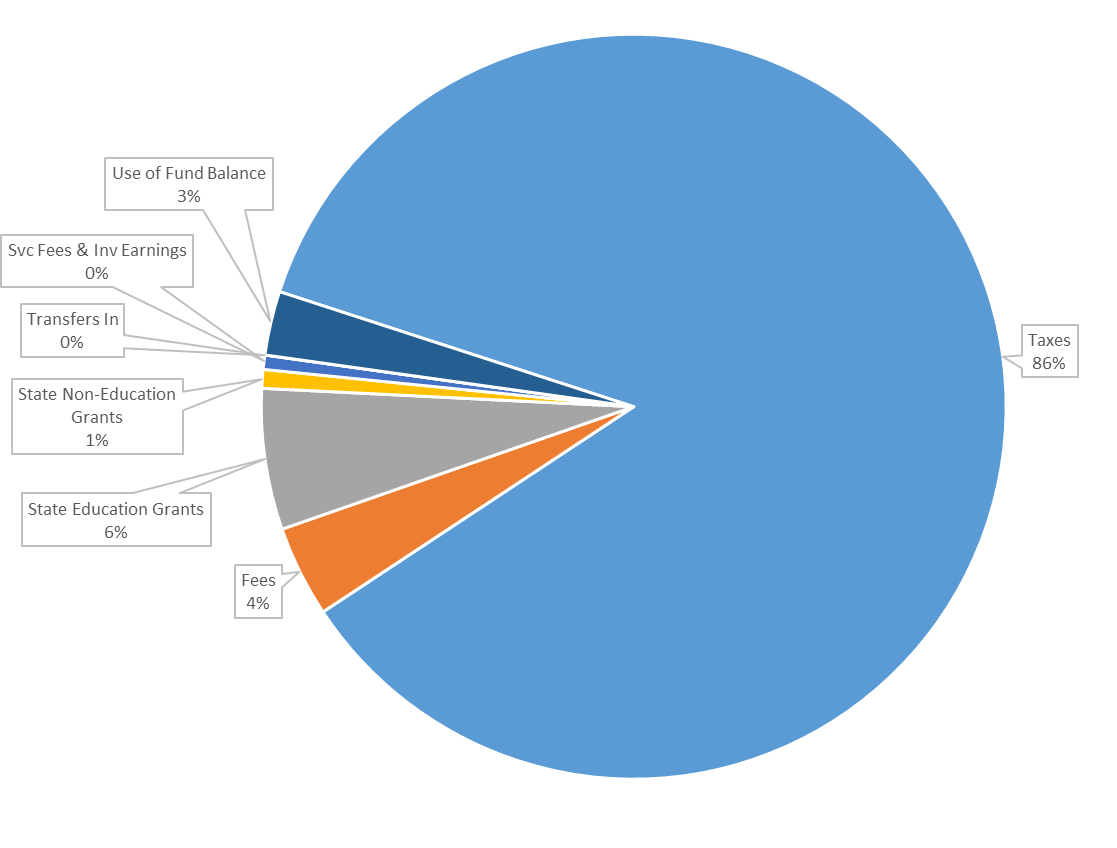 Use of Fund Balance
3%
Svc Fees & Inv Earnings
0%
Transfers In
0%
Taxes
86%
State Non-Education
Grants
1%
State Education Grants
6%
Fees
4%